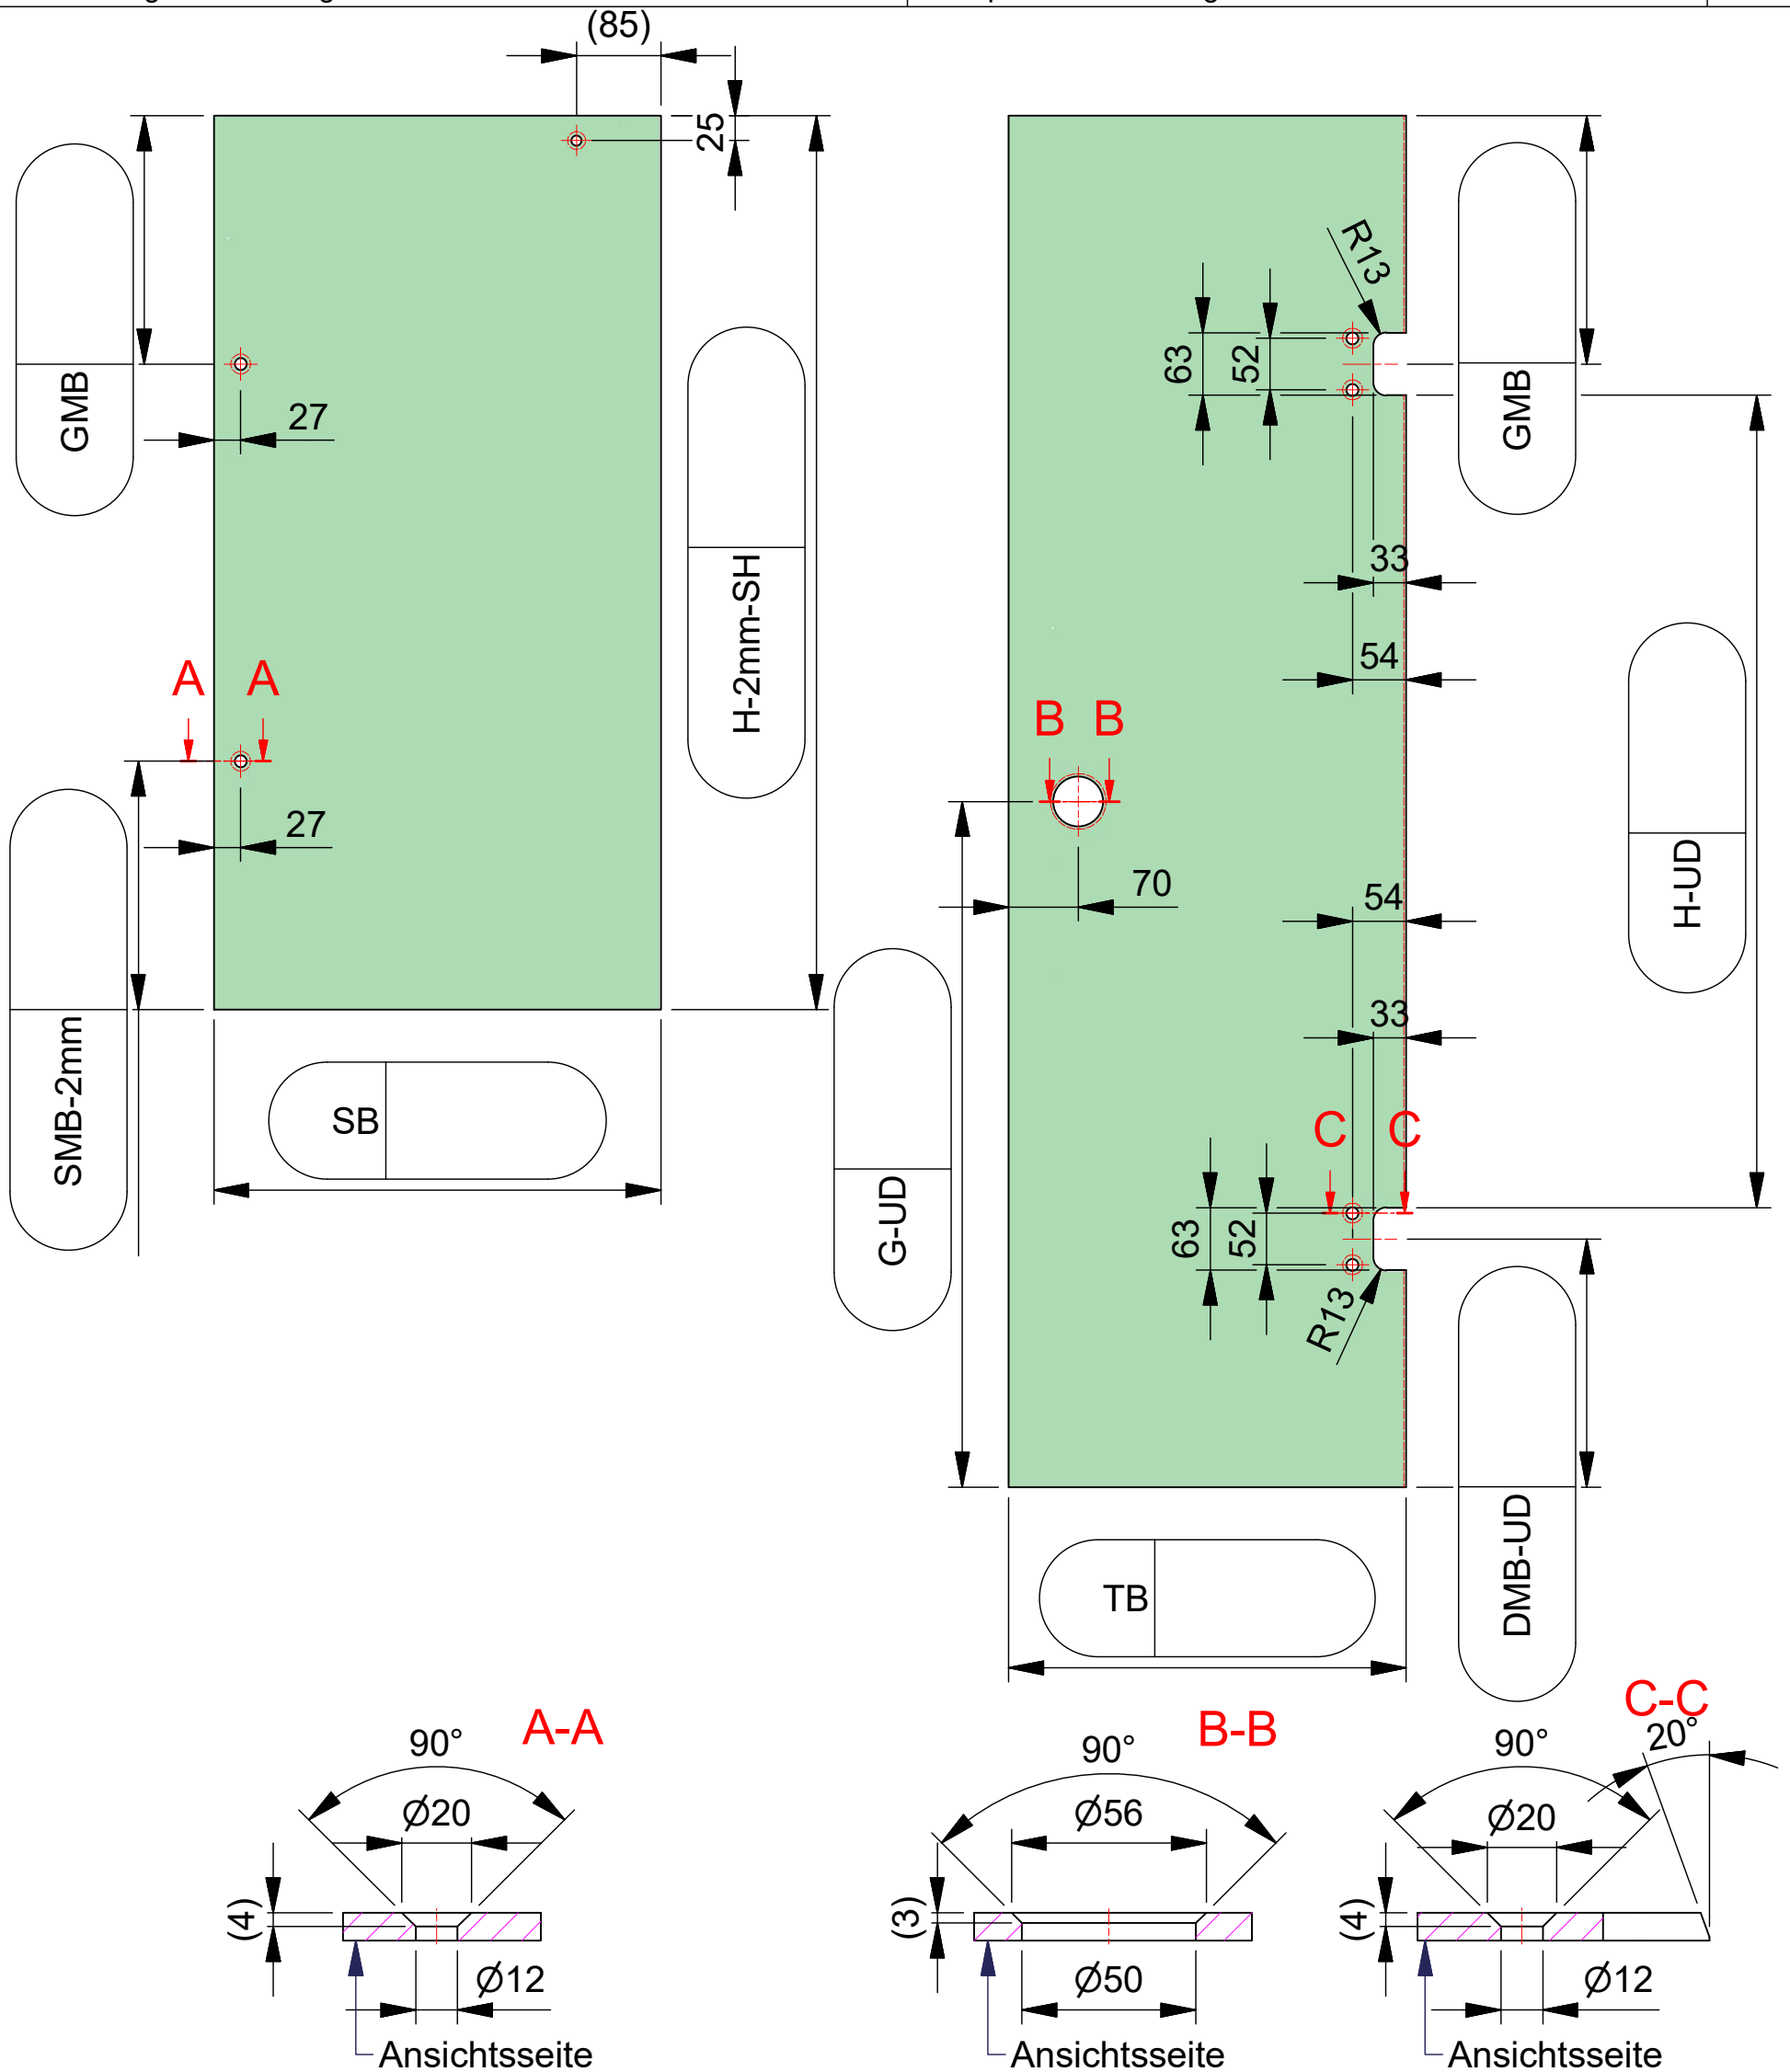 (85)
25
GMB
27
H-2mm-SH
A A
27
SMB-2mm
SB
R13
63
52
GMB
33
54
B B
70
54
H-UD
33
G-UD
C C
63
52
R13
DMB-UD
TB
A-A
90°
Ø20
(4)
Ø12
Ansichtsseite
B-B
90°
Ø56
(3)
Ø50
Ansichtsseite
C-C
20°
90°
Ø20
(4)
Ø12
Ansichtsseite